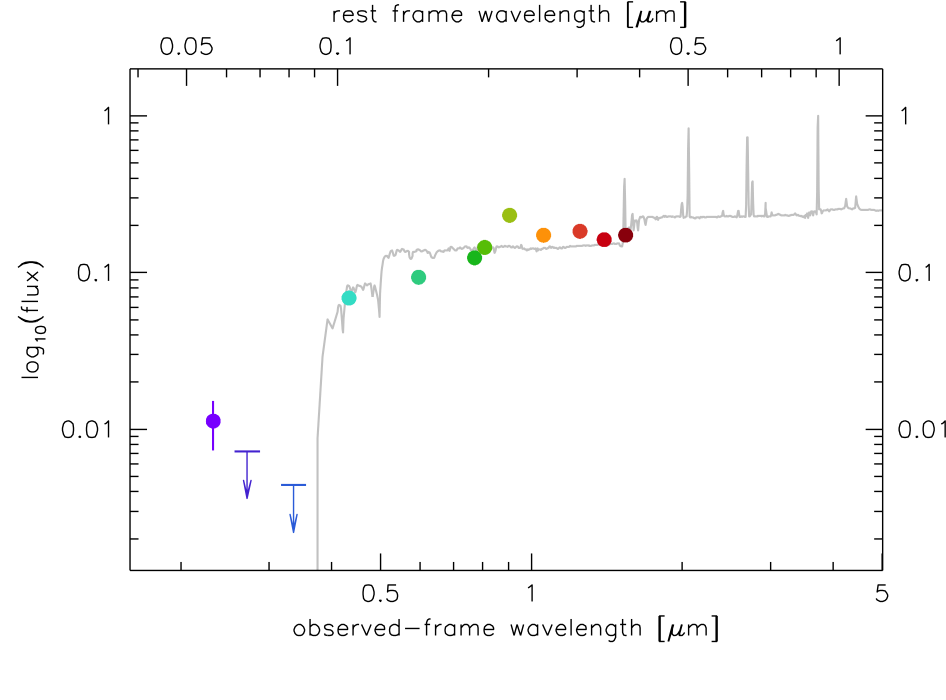 rest frame wavelength [μm]
0.05 0.1 0.5 1
1 1
0.1 0.1
0.01 0.01
log10(flux)
0.5 1 5
observed-frame wavelength [μm]